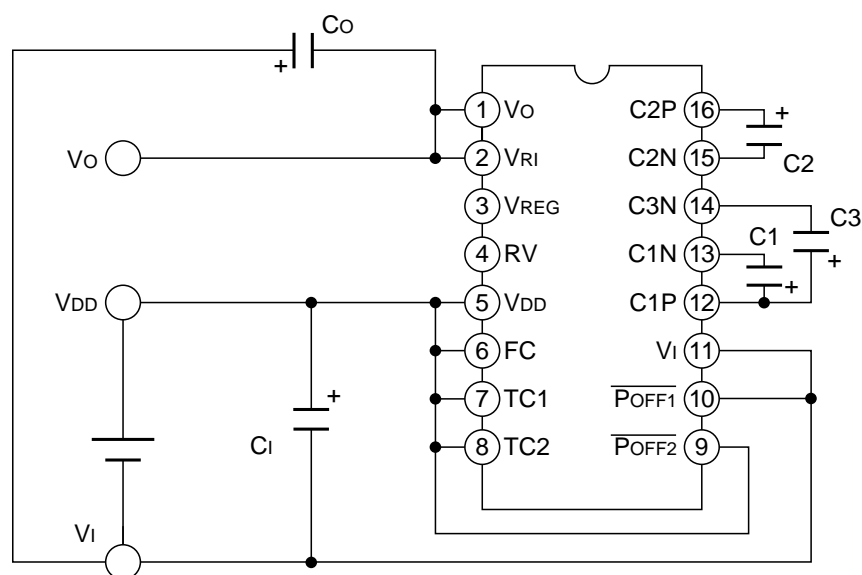 CO
+
1 VO C2P 16 +
VO 2 VRI C2N 15 C2
3 VREG C3N 14 C3
4 RV C1N 13 C1 +
VDD 5 VDD C1P 12 +
6 FC VI 11
7 TC1 POFF1 10
+
CI 8 TC2 POFF2 9
VI